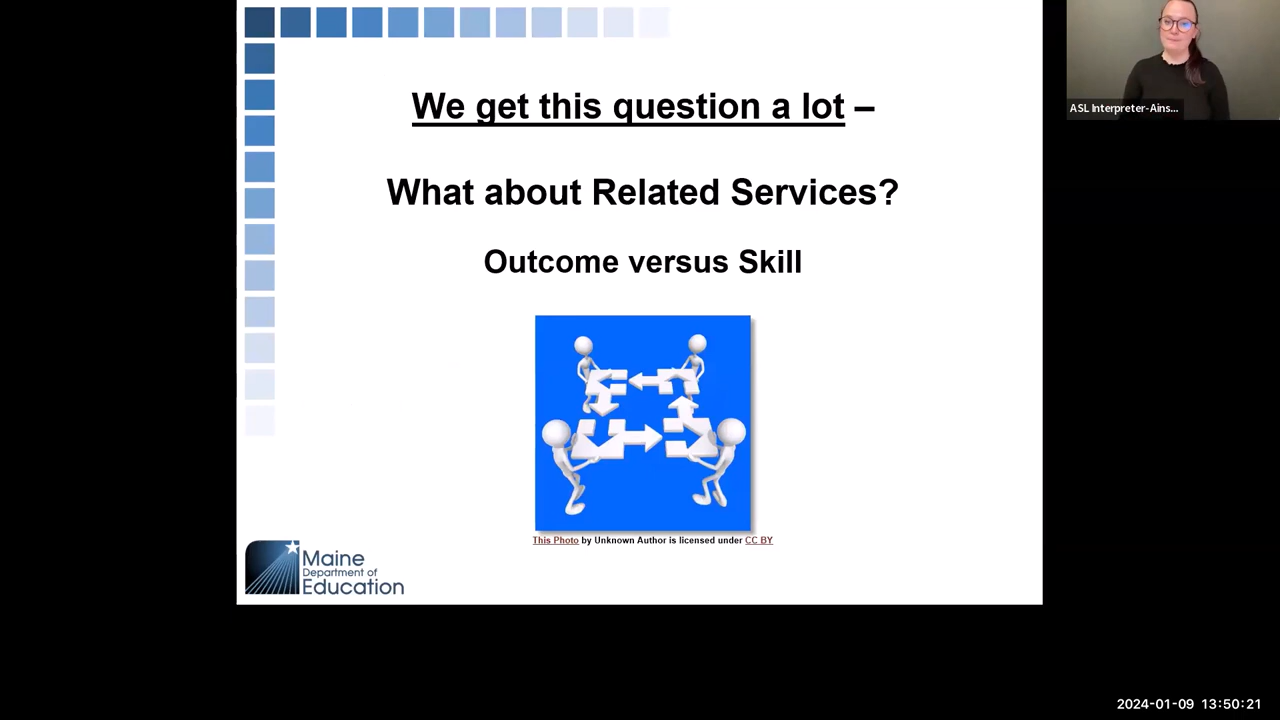 We get this question a lot –
What about Related Services?
Outcome versus Skill
This Photo by Unknown Author is licensed under CC BY
Maine
Department of
Education
ASL Interpreter-Ains...
2024-01-09 13:50:21